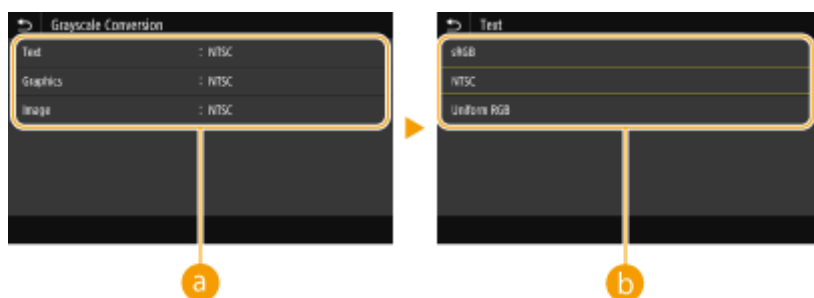 Grayscale Conversion
Text : NTSC
Graphics : NTSC
Image : NTSC
a
Text
sRGB
NTSC
Uniform RGB
b